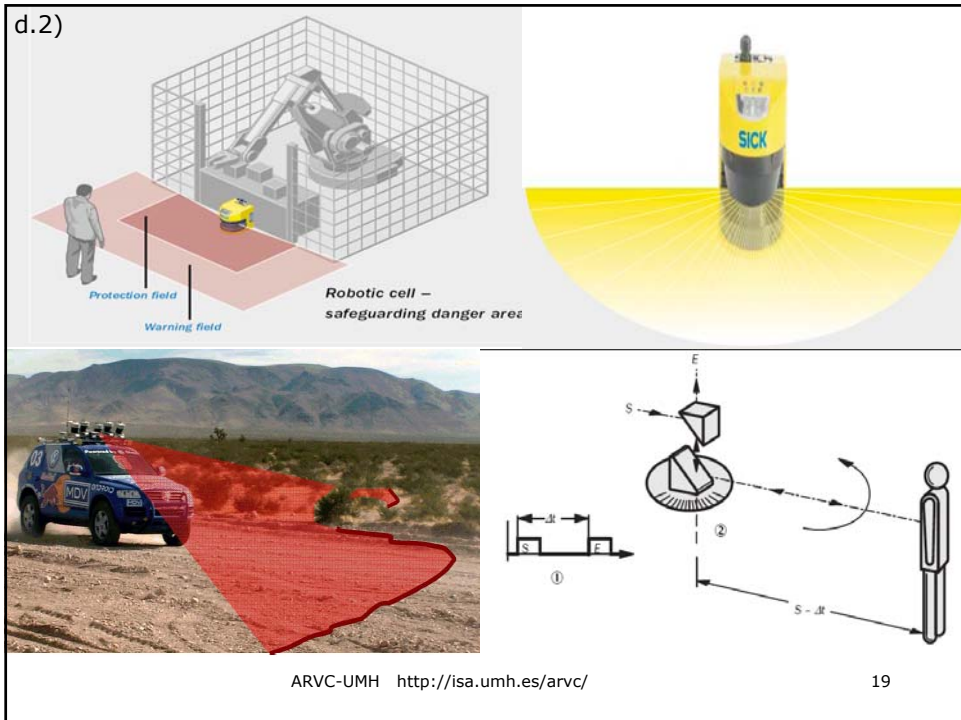 d.2)
Protection field
Warning field
Robotic cell –
safeguarding danger area
SICK
03
MDV
E
S
Δt
S
E
①
②
S - Δt
ARVC-UMH http://isa.umh.es/arvc/
19